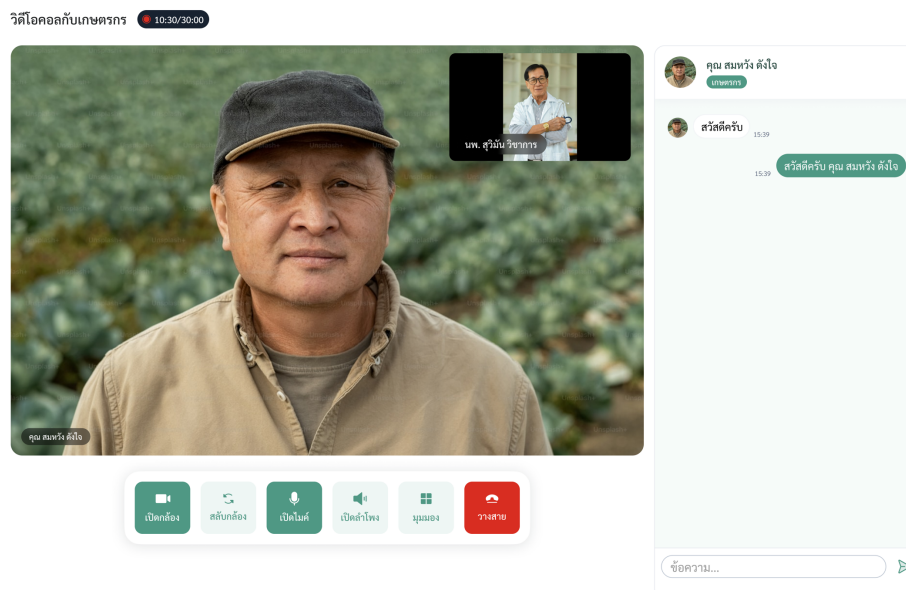 วิดีโอคอลกับเกษตรกร
10:30/30:00
นพ. สุวิมัน วิชาการ
คุณ สมหวัง ดังใจ
เปิดกล้อง
สลับกล้อง
เปิดไมค์
เปิดลำโพง
มุมมอง
วางสาย
คุณ สมหวัง ดังใจ
เกษตรกร
สวัสดีครับ
15:39
สวัสดีครับ คุณ สมหวัง ดังใจ
15:39
ข้อความ...